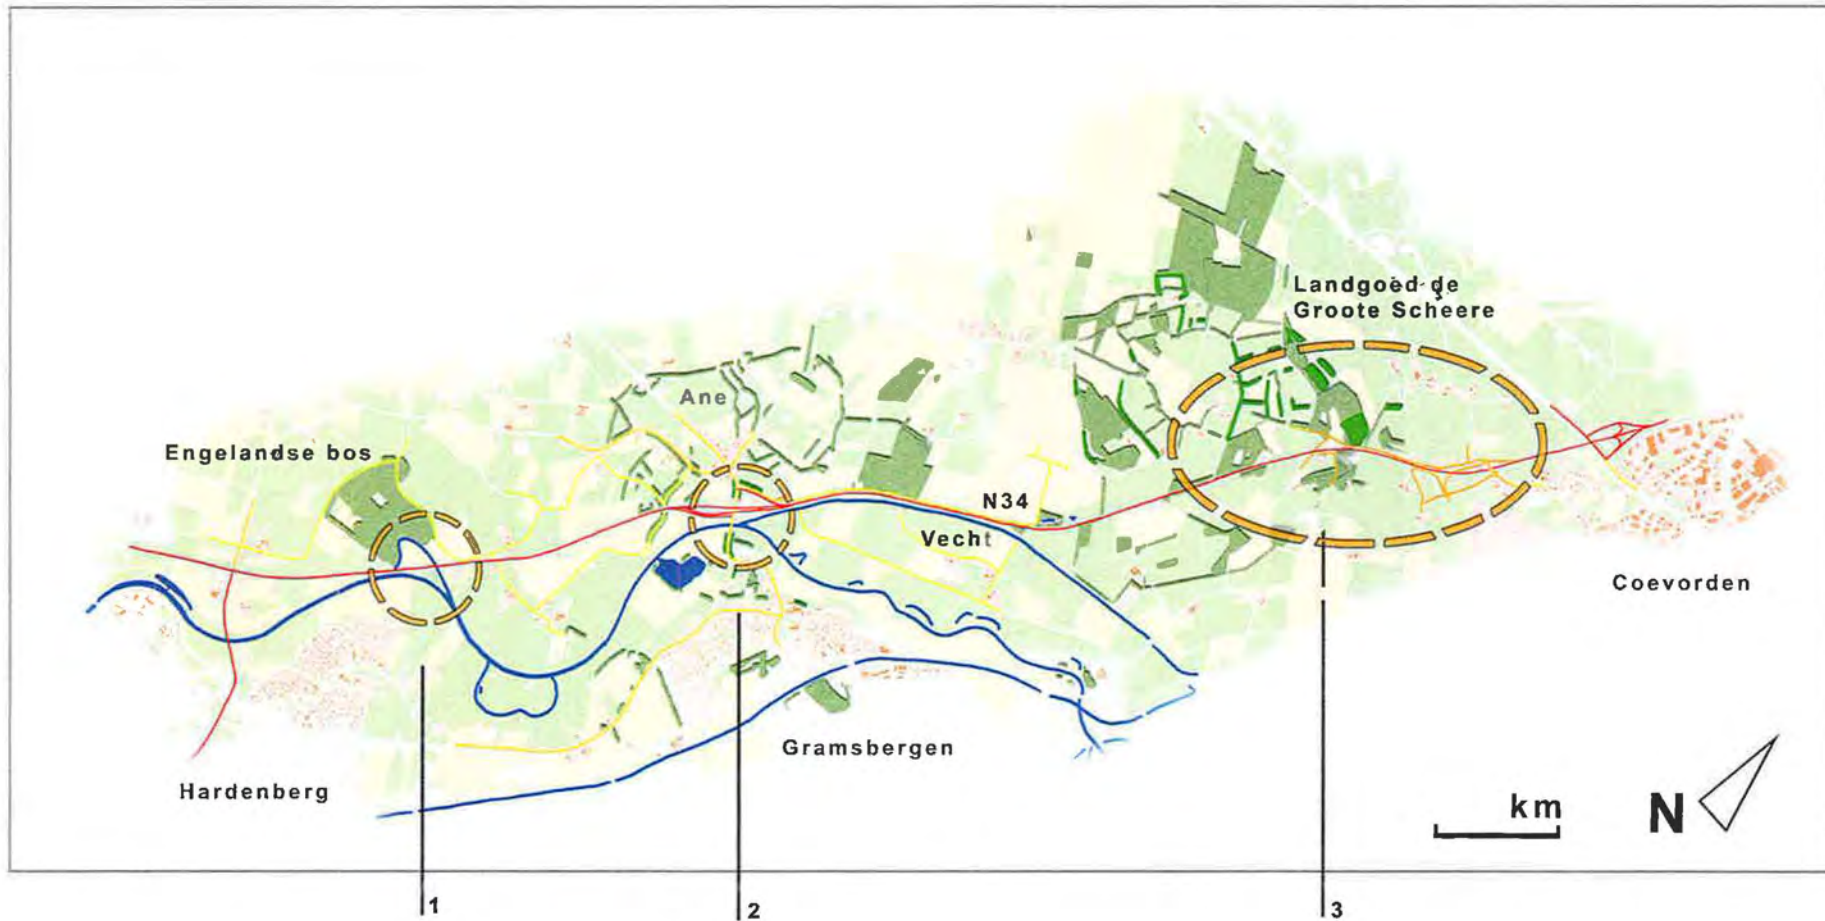 Landgoed de
Groote Scheere
Ane
Engelandse bos
N34
Vecht
Coevorden
Gramsbergen
Hardenberg
km
N
1
2
3